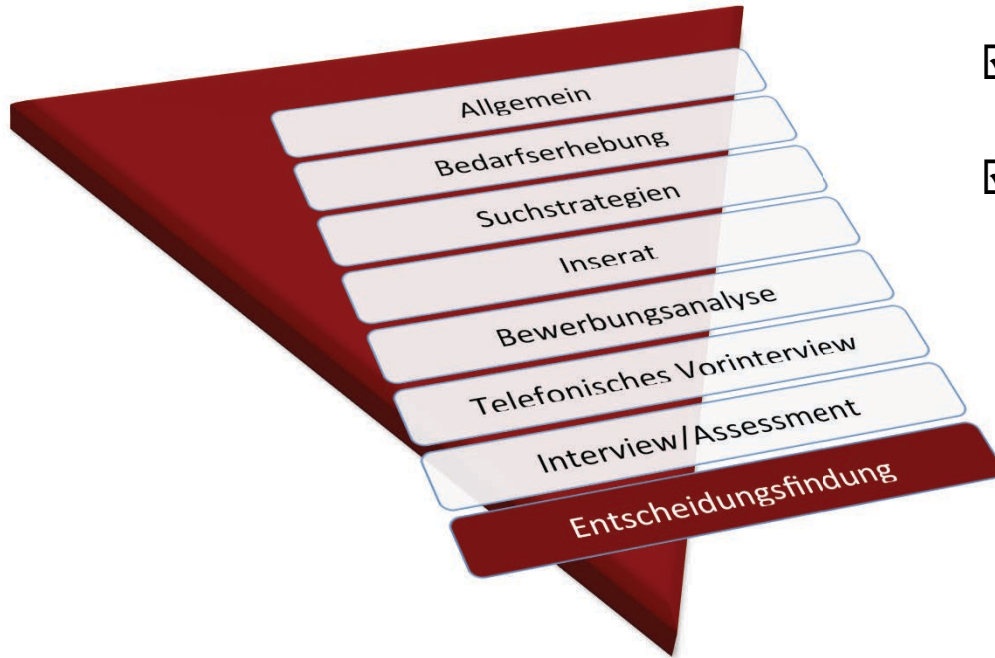 Allgemein
Bedarfserhebung
Suchstrategien
Inserat
Bewerbungsanalyse
Telefonisches Vorinterview
Interview/Assessment
Entscheidungsfindung